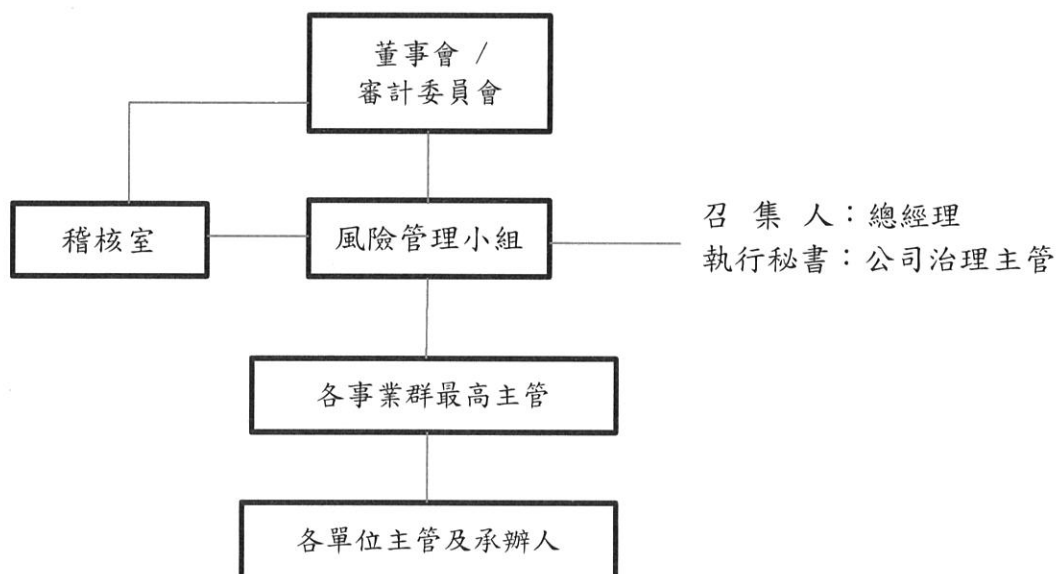 董事會 /
審計委員會
稽核室
風險管理小組
召 集 人：總經理
執行秘書：公司治理主管
各事業群最高主管
各單位主管及承辦人